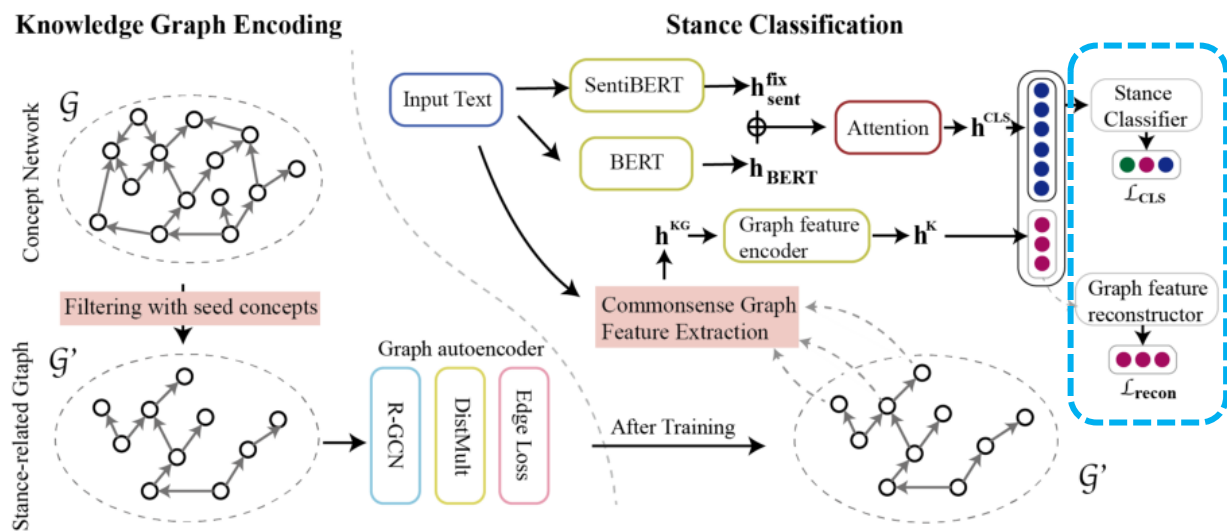 Knowledge Graph Encoding
Stance Classification
Concept Network
𝒢
Filtering with seed concepts
Stance-related Gtaph
𝒢'
Graph autoencoder
R-GCN
DistMult
Edge Loss
After Training
Input Text
SentiBERT
h^fix_sent
⊕
BERT
h_BERT
Attention
h^CLS
h^KG
Graph feature
encoder
h^K
Commonsense Graph
Feature Extraction
Stance
Classifier
ℒ_CLS
Graph feature
reconstructor
ℒ_recon
𝒢'